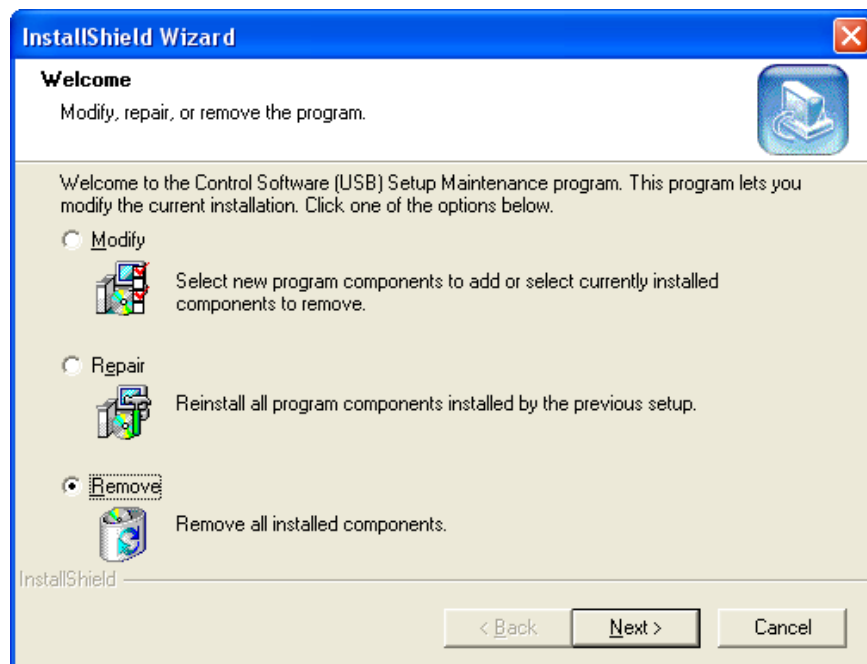 InstallShield Wizard
Welcome
Modify, repair, or remove the program.
Welcome to the Control Software (USB) Setup Maintenance program. This program lets you
modify the current installation. Click one of the options below.
Modify
Select new program components to add or select currently installed
components to remove.
Repair
Reinstall all program components installed by the previous setup.
Remove
Remove all installed components.
InstallShield
< Back Next > Cancel